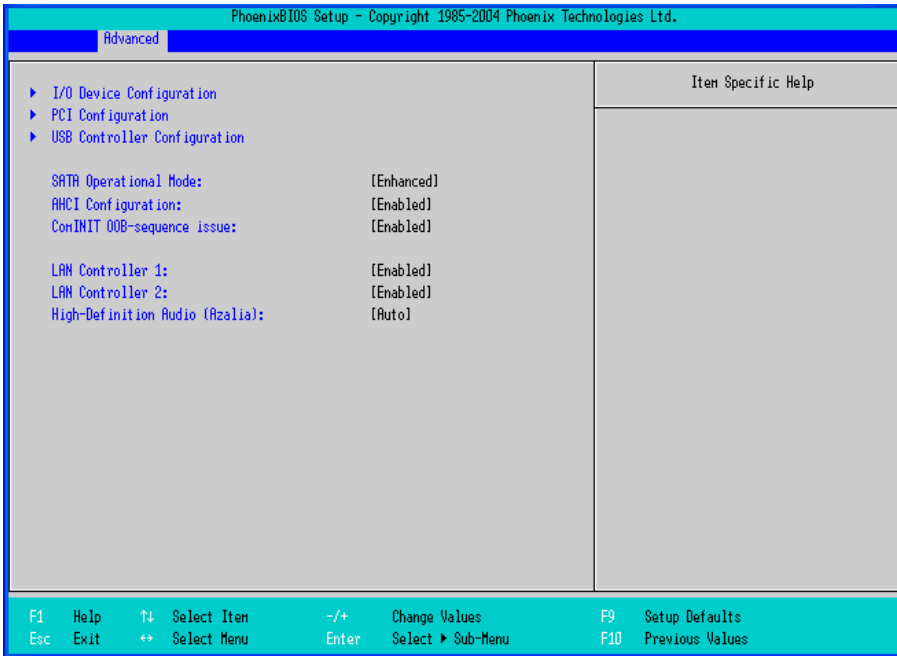 PhoenixBIOS Setup - Copyright 1985-2004 Phoenix Technologies Ltd.
Advanced
Item Specific Help
▶ I/O Device Configuration
▶ PCI Configuration
▶ USB Controller Configuration
SATA Operational Mode: [Enhanced]
AHCI Configuration: [Enabled]
ComINIT OOB-sequence issue: [Enabled]
LAN Controller 1: [Enabled]
LAN Controller 2: [Enabled]
High-Definition Audio (Azalia): [Auto]
F1 Help ↑↓ Select Item -/+ Change Values F9 Setup Defaults
Esc Exit ↔ Select Menu Enter Select ▶ Sub-Menu F10 Previous Values